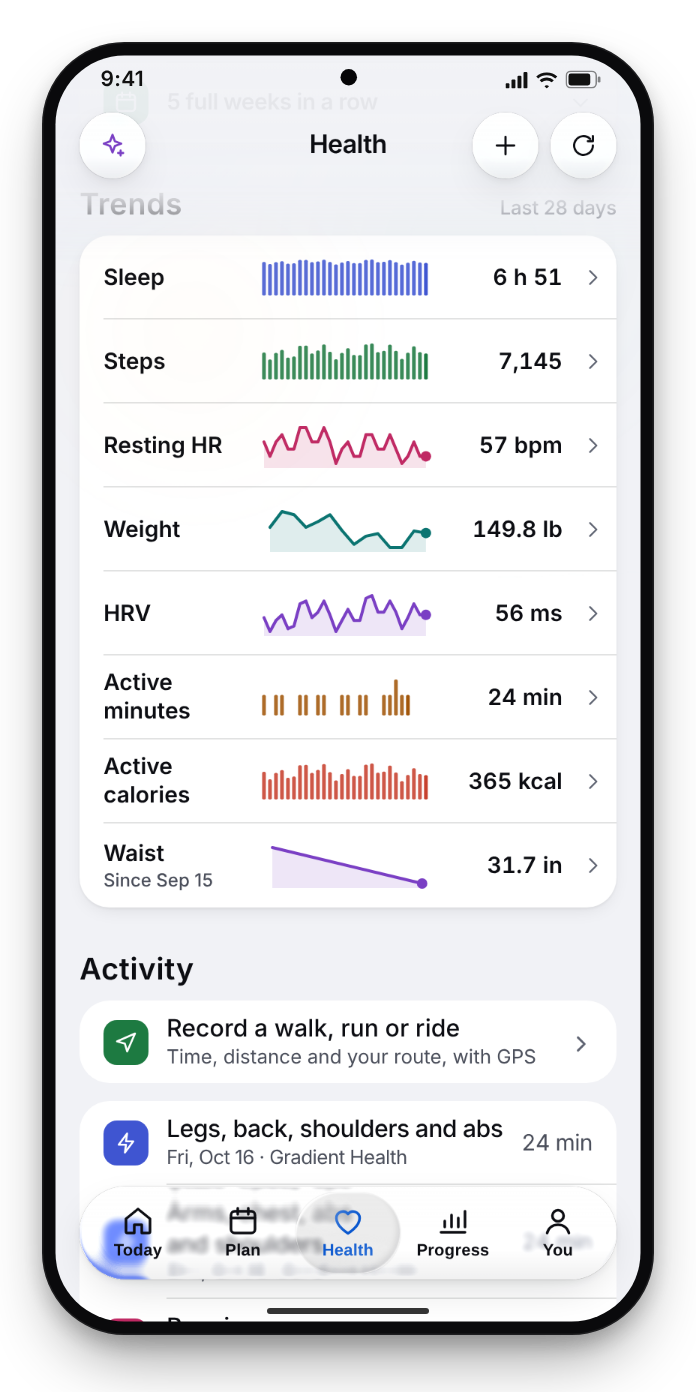 9:41
5 full weeks in a row
Health
Trends
Last 28 days
Sleep
6 h 51
Steps
7,145
Resting HR
57 bpm
Weight
149.8 lb
HRV
56 ms
Active
minutes
24 min
Active
calories
365 kcal
Waist
Since Sep 15
31.7 in
Activity
Record a walk, run or ride
Time, distance and your route, with GPS
Legs, back, shoulders and abs
Fri, Oct 16 · Gradient Health
24 min
and shoulders
Today
Plan
Health
Progress
You